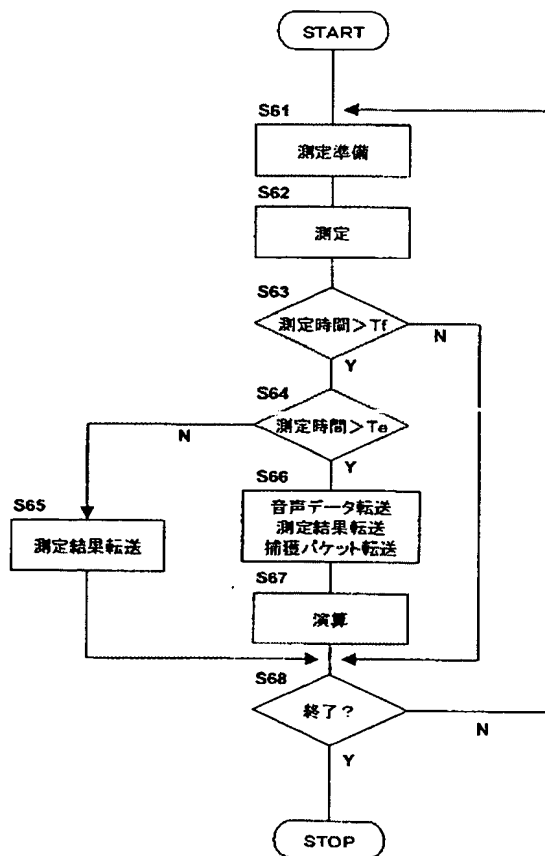 START
S61
測定準備
S62
測定
S63
測定時間＞Tf
N
Y
S64
測定時間＞Te
N
Y
S65
測定結果転送
S66
音声データ転送
測定結果転送
捕獲パケット転送
S67
演算
S68
終了？
N
Y
STOP